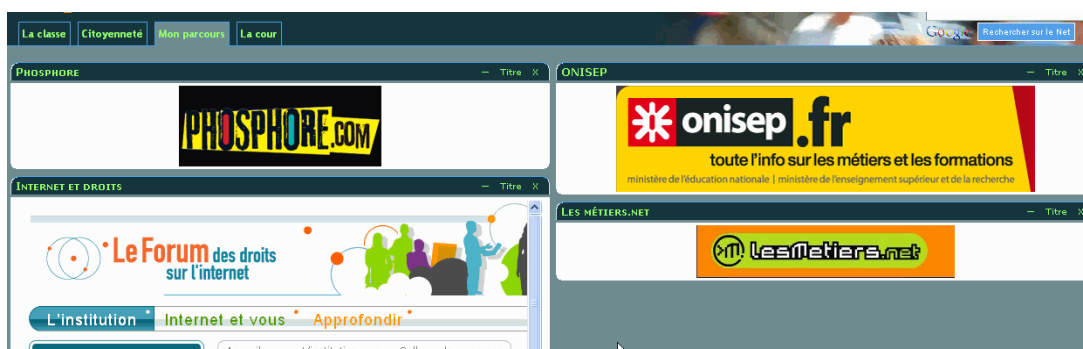 La classe Citoyenneté Mon parcours La cour Google Rechercher sur le Net
PHOSPHORE – Titre X
PHOSPHORE.COM
INTERNET ET DROITS – Titre X
Le Forum des droits
sur l'internet
L'institution Internet et vous Approfondir
ONISEP – Titre X
onisep.fr
toute l'info sur les métiers et les formations
ministère de l'éducation nationale | ministère de l'enseignement supérieur et de la recherche
LES MÉTIERS.NET – Titre X
LesMetiers.net